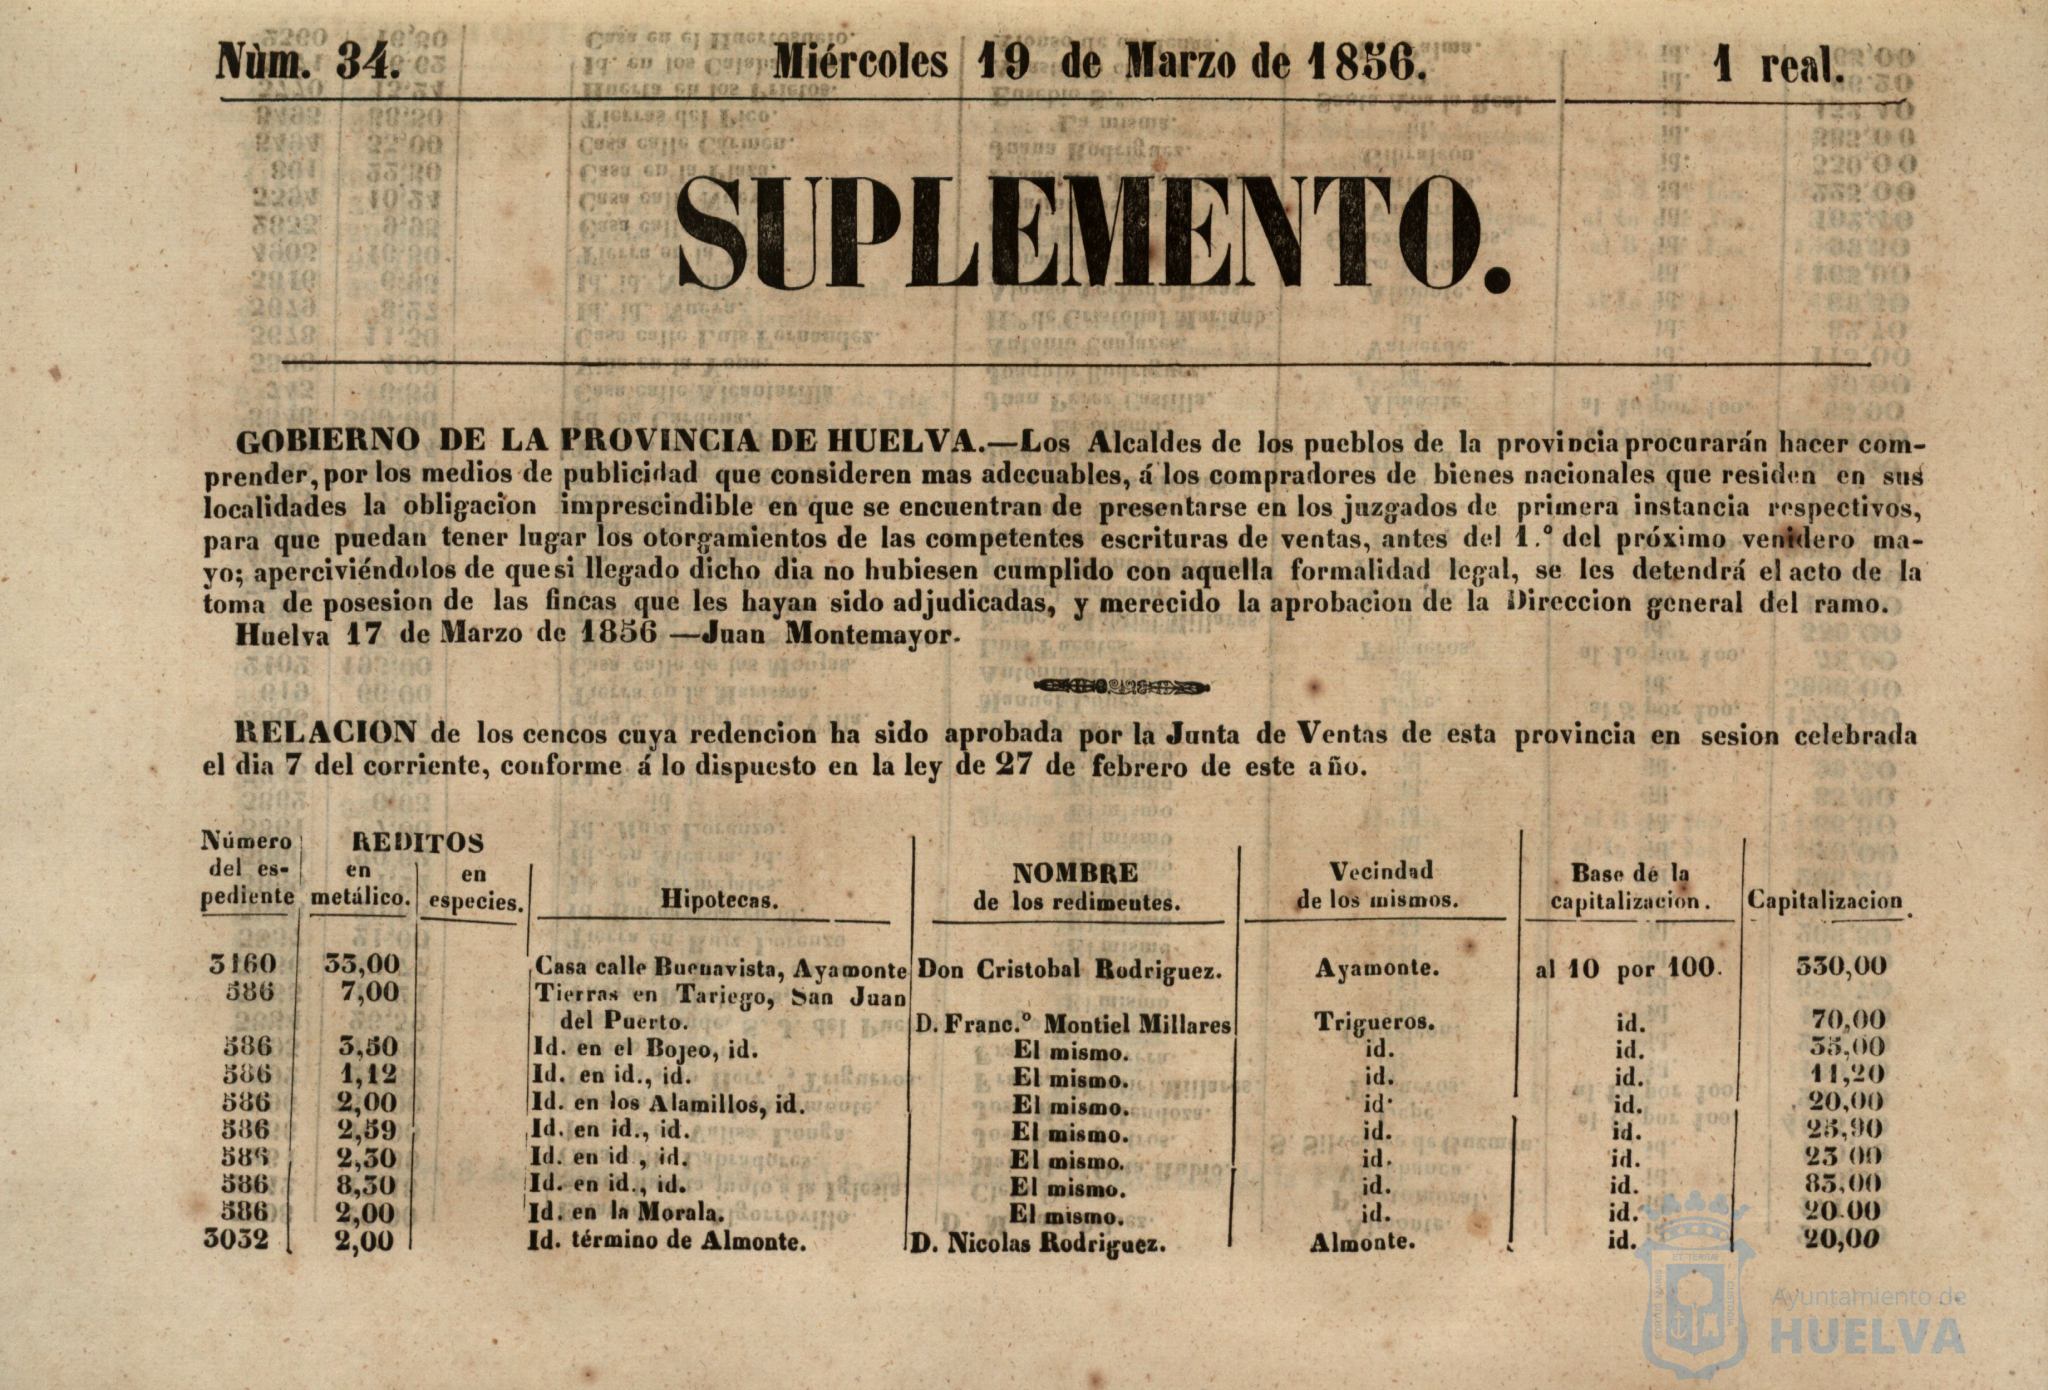 Núm. 34. Miércoles 19 de Marzo de 1856. 1 real.
SUPLEMENTO.
GOBIERNO DE LA PROVINCIA DE HUELVA.—Los Alcaldes de los pueblos de la provincia procurarán hacer com-
prender, por los medios de publicidad que consideren mas adecuables, á los compradores de bienes nacionales que residen en sus
localidades la obligacion imprescindible en que se encuentran de presentarse en los juzgados de primera instancia respectivos,
para que puedan tener lugar los otorgamientos de las competentes escrituras de ventas, antes del 1.º del próximo venidero ma-
yo; aperciviéndolos de que si llegado dicho dia no hubiesen cumplido con aquella formalidad legal, se les detendrá el acto de la
toma de posesion de las fincas que les hayan sido adjudicadas, y merecido la aprobacion de la Direccion general del ramo.
Huelva 17 de Marzo de 1856 —Juan Montemayor.
RELACION de los cencos cuya redencion ha sido aprobada por la Junta de Ventas de esta provincia en sesion celebrada
el dia 7 del corriente, conforme á lo dispuesto en la ley de 27 de febrero de este año.
Número del es-pediente REDITOS en metálico. en especies. Hipotecas. NOMBRE de los redimentes. Vecindad de los mismos. Base de la capitalizacion. Capitalizacion.
3160 33,00 Casa calle Buenavista, Ayamonte Don Cristobal Rodriguez. Ayamonte. al 10 por 100. 330,00
586 7,00 Tierras en Tariego, San Juan
del Puerto. D. Franc.º Montiel Millares Trigueros. id. 70,00
586 3,50 Id. en el Bojeo, id. El mismo. id. id. 35,00
586 1,12 Id. en id., id. El mismo. id. id. 11,20
586 2,00 Id. en los Alamillos, id. El mismo. id. id. 20,00
586 2,59 Id. en id., id. El mismo. id. id. 25,90
586 2,30 Id. en id , id. El mismo. id. id. 23 00
586 8,30 Id. en id., id. El mismo. id. id. 83,00
586 2,00 Id. en la Morala. El mismo. id. id. 20.00
3032 2,00 Id. término de Almonte. D. Nicolas Rodriguez. Almonte. id. 20,00
Ayuntamiento de
HUELVA